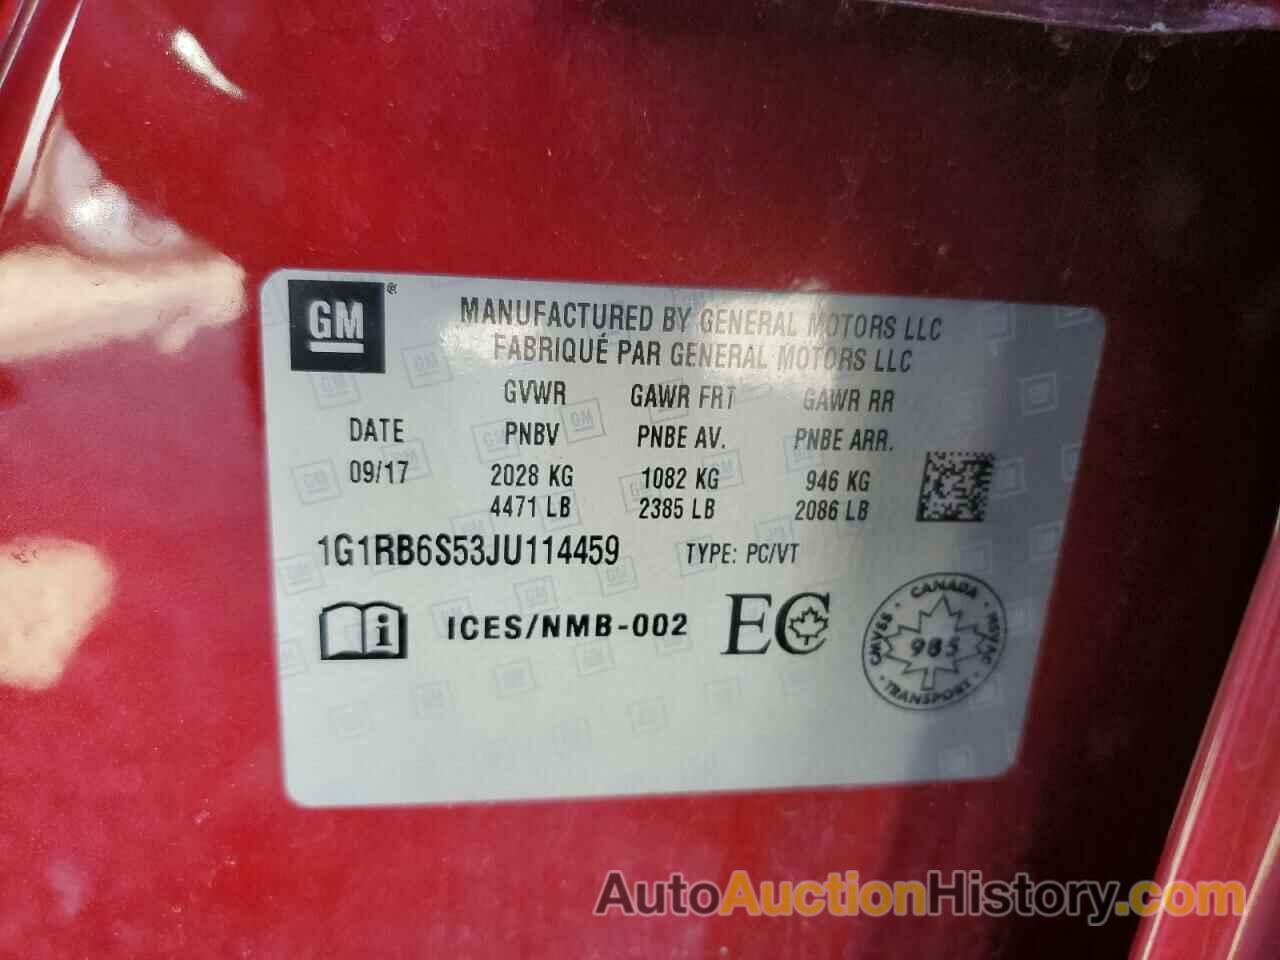 GM®
MANUFACTURED BY GENERAL MOTORS LLC
FABRIQUÉ PAR GENERAL MOTORS LLC
GVWR GAWR FRT GAWR RR
DATE PNBV PNBE AV. PNBE ARR.
09/17 2028 KG 1082 KG 946 KG
4471 LB 2385 LB 2086 LB
1G1RB6S53JU114459 TYPE: PC/VT
i ICES/NMB-002 EC
CANADA
CMVSS 985 NSVAC
TRANSPORT
AutoAuctionHistory.com